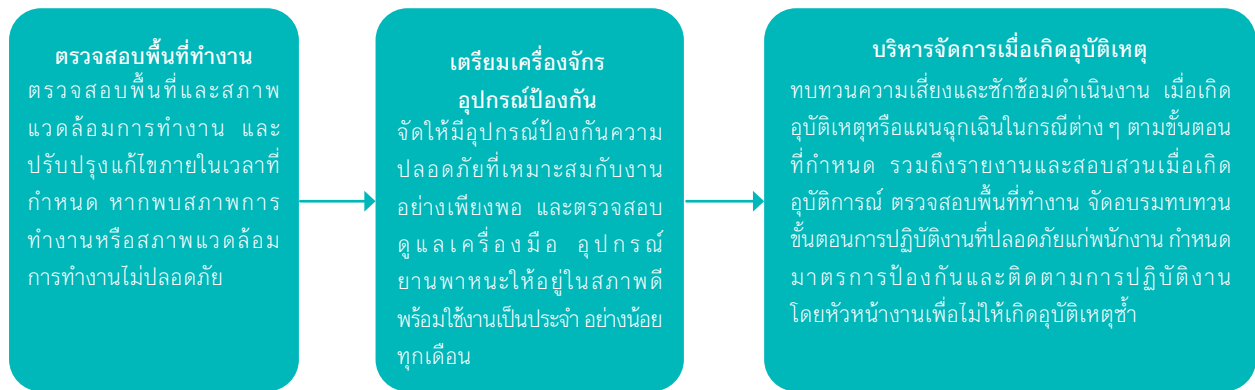 ตรวจสอบพื้นที่ทำงาน
ตรวจสอบพื้นที่และสภาพ
แวดล้อมการทำงาน และ
ปรับปรุงแก้ไขภายในเวลาที่
กำหนด หากพบสภาพการ
ทำงานหรือสภาพแวดล้อม
การทำงานไม่ปลอดภัย
เตรียมเครื่องจักร
อุปกรณ์ป้องกัน
จัดให้มีอุปกรณ์ป้องกันความ
ปลอดภัยที่เหมาะสมกับงาน
อย่างเพียงพอ และตรวจสอบ
ดูแลเครื่องมือ อุปกรณ์
ยานพาหนะให้อยู่ในสภาพดี
พร้อมใช้งานเป็นประจำ อย่างน้อย
ทุกเดือน
บริหารจัดการเมื่อเกิดอุบัติเหตุ
ทบทวนความเสี่ยงและซักซ้อมดำเนินงาน เมื่อเกิด
อุบัติเหตุหรือแผนฉุกเฉินในกรณีต่าง ๆ ตามขั้นตอน
ที่กำหนด รวมถึงรายงานและสอบสวนเมื่อเกิด
อุบัติการณ์ ตรวจสอบพื้นที่ทำงาน จัดอบรมทบทวน
ขั้นตอนการปฏิบัติงานที่ปลอดภัยแก่พนักงาน กำหนด
มาตรการป้องกันและติดตามการปฏิบัติงาน
โดยหัวหน้างานเพื่อไม่ให้เกิดอุบัติเหตุซ้ำ